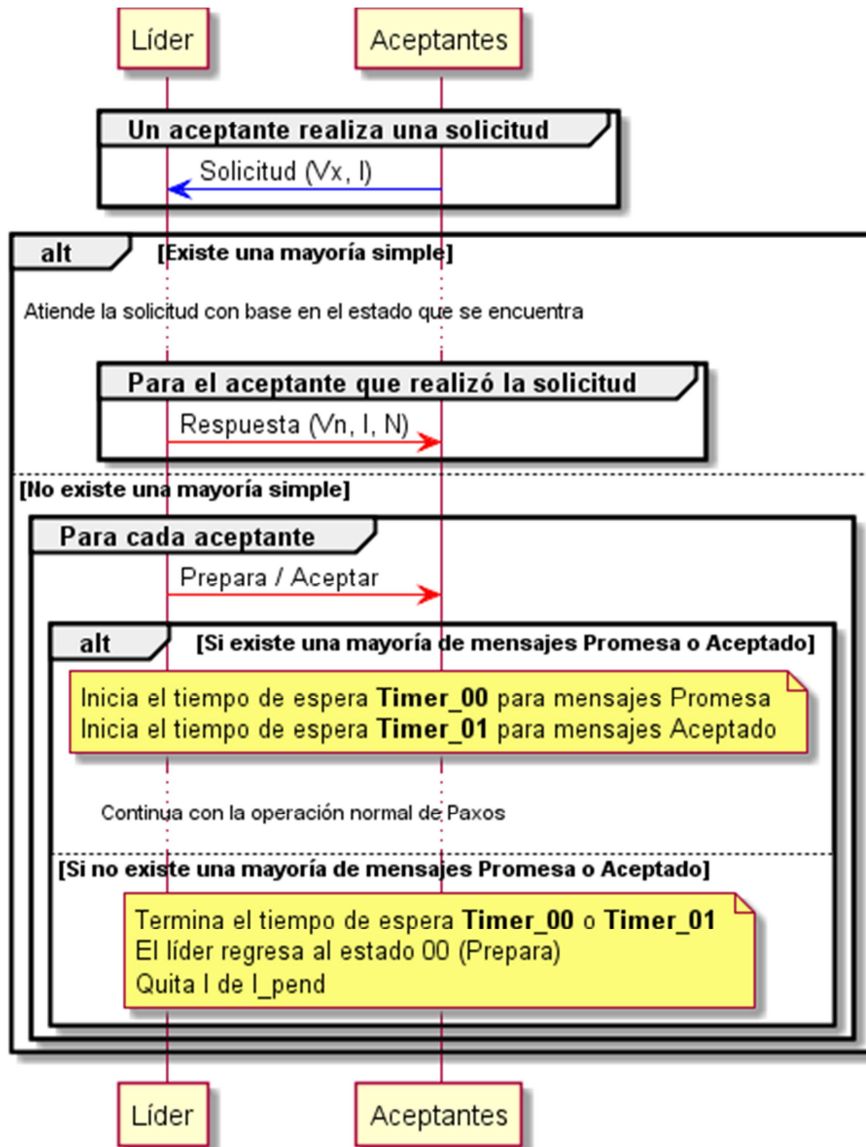 Líder
Aceptantes
Un aceptante realiza una solicitud
Solicitud (Vx, I)
alt
[Existe una mayoría simple]
Atiende la solicitud con base en el estado que se encuentra
Para el aceptante que realizó la solicitud
Respuesta (Vn, I, N)
[No existe una mayoría simple]
Para cada aceptante
Prepara / Aceptar
alt
[Si existe una mayoría de mensajes Promesa o Aceptado]
Inicia el tiempo de espera Timer_00 para mensajes Promesa
Inicia el tiempo de espera Timer_01 para mensajes Aceptado
Continua con la operación normal de Paxos
[Si no existe una mayoría de mensajes Promesa o Aceptado]
Termina el tiempo de espera Timer_00 o Timer_01
El líder regresa al estado 00 (Prepara)
Quita I de I_pend
Líder
Aceptantes